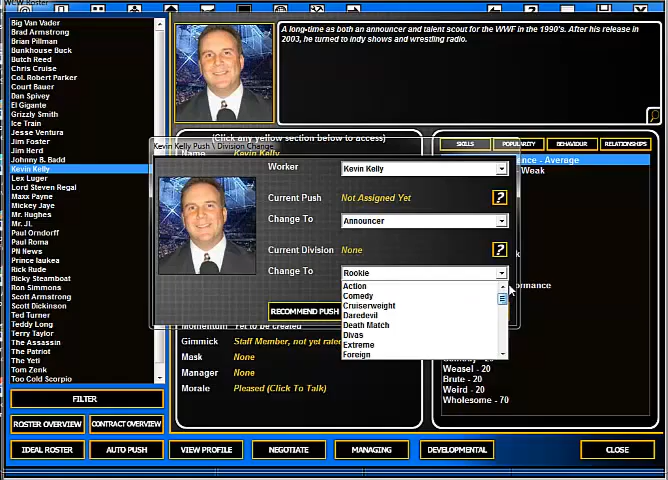 WCW Roster
Big Van Vader
Brad Armstrong
Brian Pillman
Bunkhouse Buck
Butch Reed
Chris Cruise
Col. Robert Parker
Court Bauer
Dan Spivey
El Gigante
Grizzly Smith
Ice Train
Jesse Ventura
Jim Foster
Jim Herd
Johnny B. Badd
Kevin Kelly
Lex Luger
Lord Steven Regal
Maxx Payne
Mickey Jaye
Mr. Hughes
Mr. JL
Paul Orndorff
Paul Roma
PN News
Prince Iaukea
Rick Rude
Ricky Steamboat
Ron Simmons
Scott Armstrong
Ted Turner
Teddy Long
Terry Taylor
The Assassin
The Patriot
The Yeti
Tom Zenk
Too Cold Scorpio
FILTER
ROSTER OVERVIEW
CONTRACT OVERVIEW
IDEAL ROSTER
AUTO PUSH
VIEW PROFILE
NEGOTIATE
MANAGING
DEVELOPMENTAL
CLOSE
A long-time as both an announcer and talent scout for the WWF in the 1990's. After his release in
2003, he turned to indy shows and wrestling radio.
(Click any yellow section below to access)
Name Kevin Kelly
SKILLS
POPULARITY
BEHAVIOUR
RELATIONSHIPS
ance - Average
- Weak
Kevin Kelly Push \ Division Change
Worker
Kevin Kelly
Current Push
Not Assigned Yet
?
Change To
Announcer
Current Division
None
?
Change To
Rookie
Action
Comedy
Cruiserweight
Daredevil
Death Match
Divas
Extreme
Foreign
RECOMMEND PUSH
Momentum Yet to be created
Gimmick Staff Member, not yet rated
Mask None
Manager None
Morale Pleased (Click To Talk)
ormance
Weasel - 20
Brute - 20
Weird - 20
Wholesome - 70